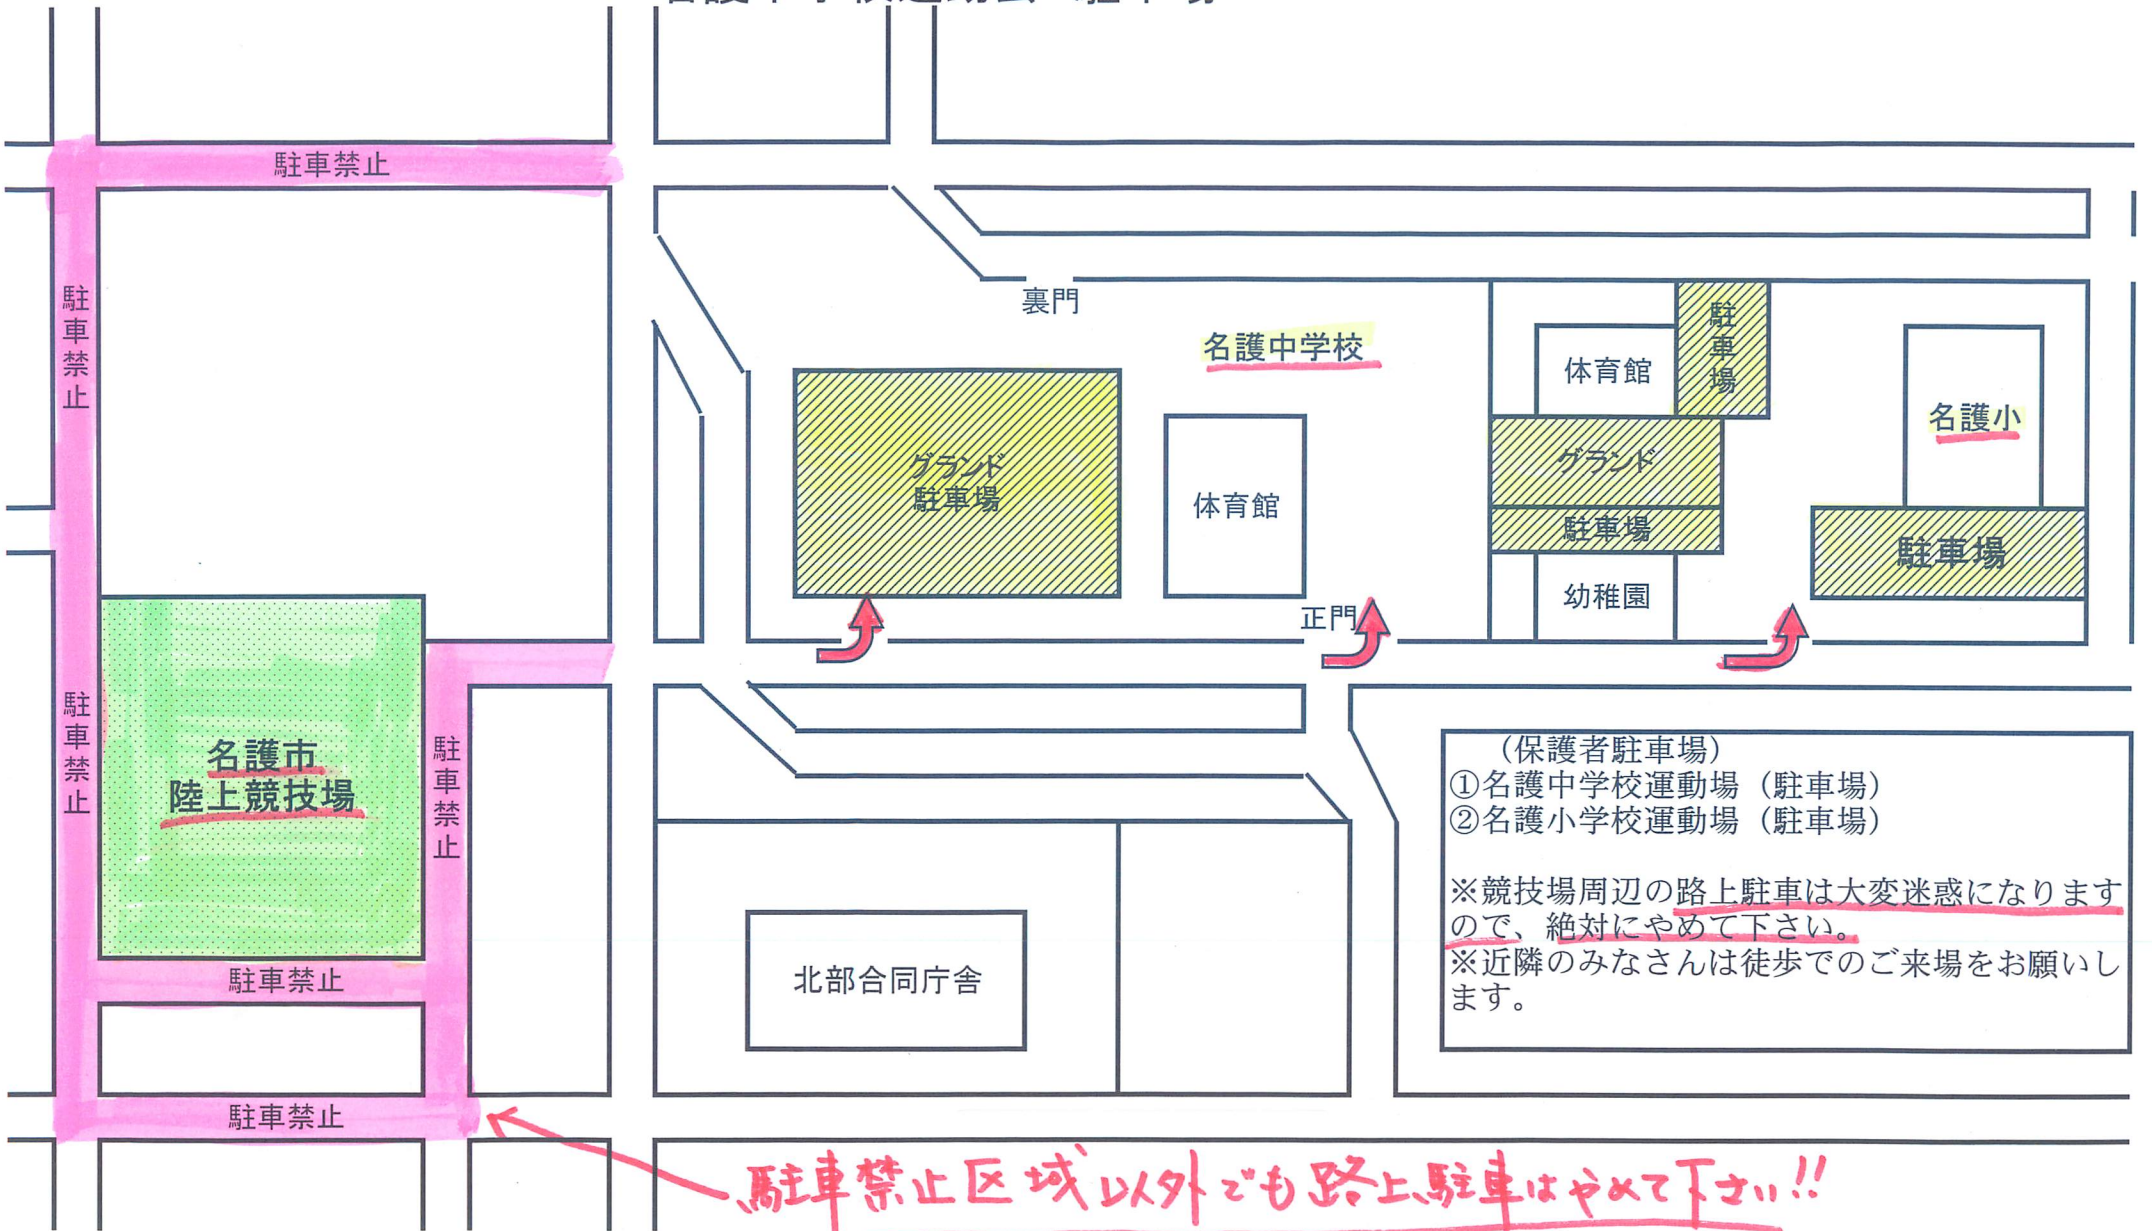 駐車禁止
駐車禁止
裏門
名護中学校
駐車場
体育館
名護小
グランド
駐車場
体育館
グランド
駐車場
駐車場
幼稚園
正門
駐車禁止
名護市
陸上競技場
駐車禁止
駐車禁止
駐車禁止
北部合同庁舎
（保護者駐車場）
①名護中学校運動場（駐車場）
②名護小学校運動場（駐車場）
※競技場周辺の路上駐車は大変迷惑になります
ので、絶対にやめて下さい。
※近隣のみなさんは徒歩でのご来場をお願いし
ます。
駐車禁止区域以外でも路上駐車はやめて下さい!!